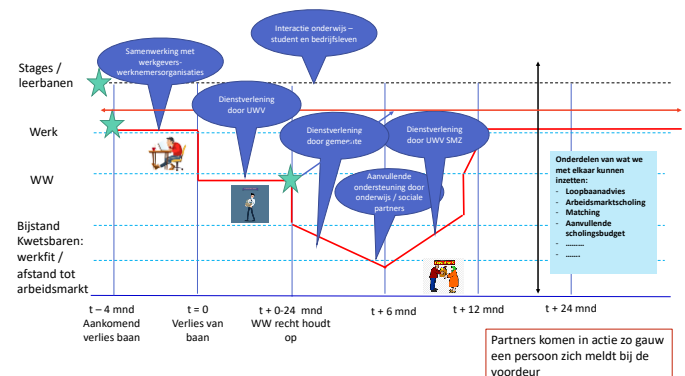 Interactie onderwijs –
student en bedrijfsleven
Samenwerking met
werkgevers-
werknemersorganisaties
Stages /
leerbanen
Dienstverlening
door UWV
Werk
Dienstverlening
door gemeente
Dienstverlening
door UWV SMZ
WW
Aanvullende
ondersteuning door
onderwijs / sociale
partners
Onderdelen van wat we
met elkaar kunnen
inzetten:
- Loopbaanadvies
- Arbeidsmarktscholing
- Matching
- Aanvullende
scholingsbudget
- .........
- .......
Bijstand
Kwetsbaren:
werkfit /
afstand tot
arbeidsmarkt
t – 4 mnd
Aankomend
verlies baan
t = 0
Verlies van
baan
t + 0-24 mnd
WW recht houdt
op
t + 6 mnd
t + 12 mnd
t + 24 mnd
Partners komen in actie zo gauw
een persoon zich meldt bij de
voordeur